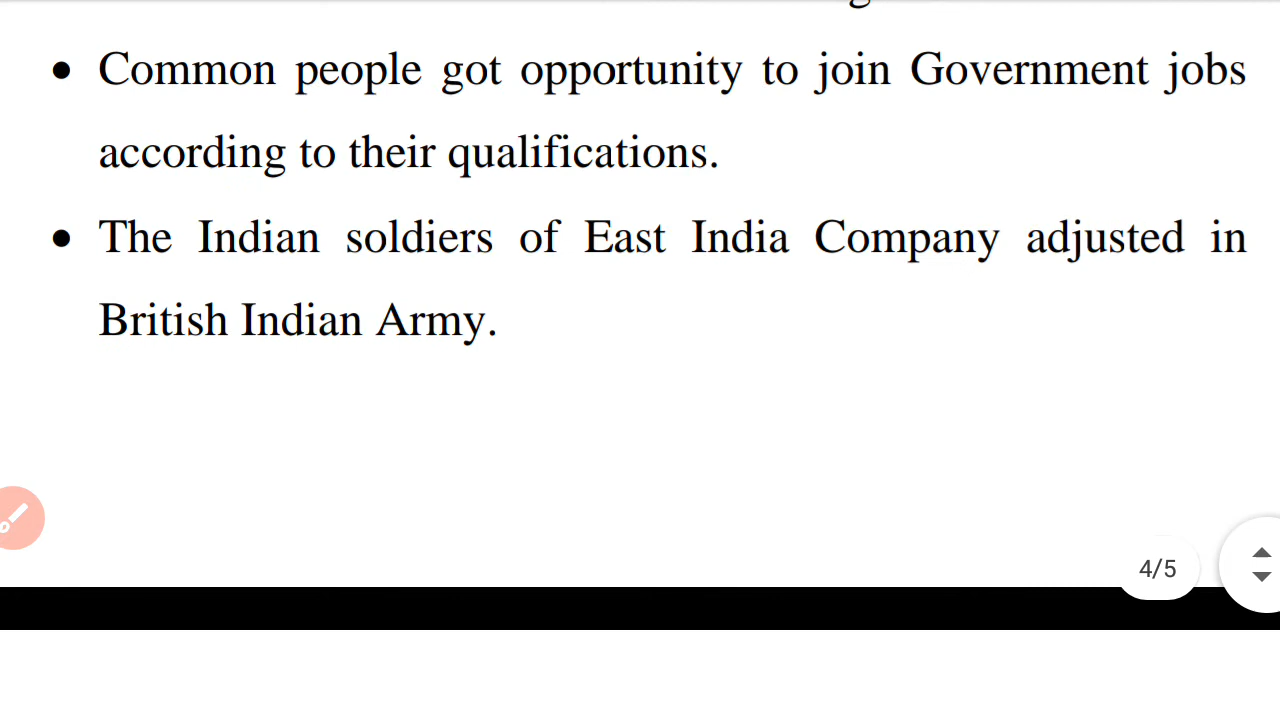 • Common people got opportunity to join Government jobs
according to their qualifications.
• The Indian soldiers of East India Company adjusted in
British Indian Army.
4/5